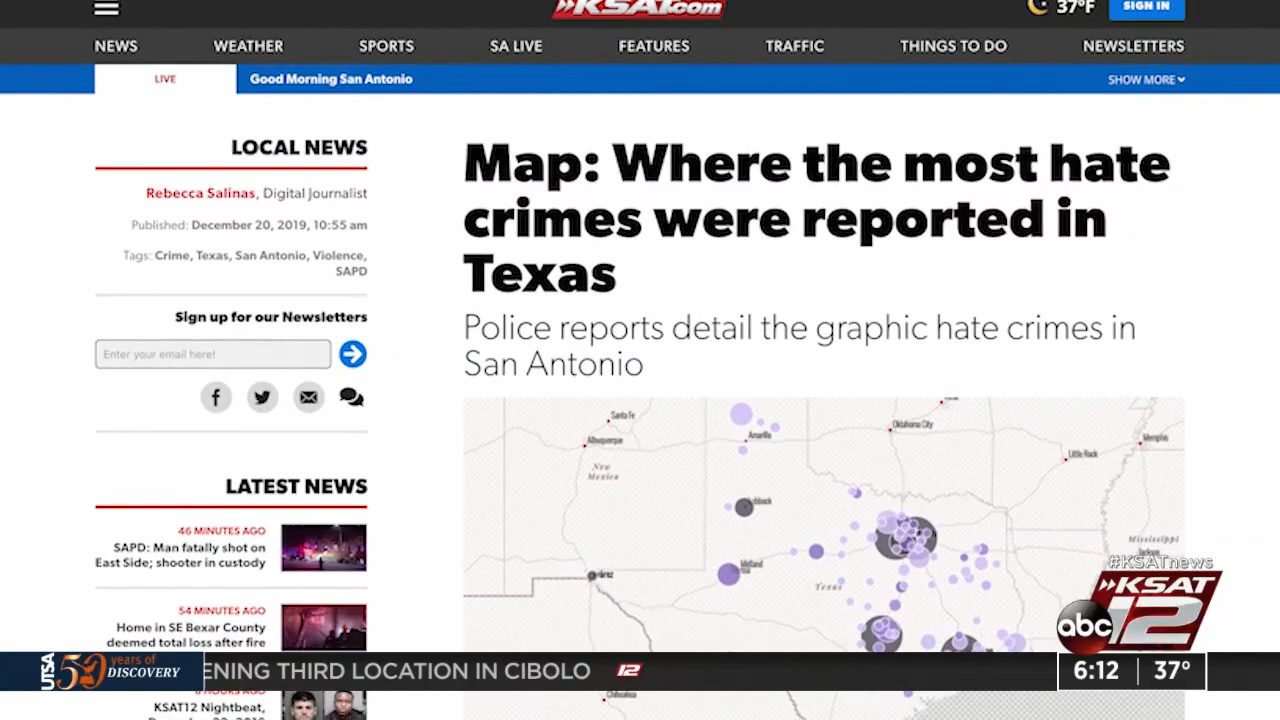 KSAT.com
37°F
SIGN IN
NEWS
WEATHER
SPORTS
SA LIVE
FEATURES
TRAFFIC
THINGS TO DO
NEWSLETTERS
LIVE
Good Morning San Antonio
SHOW MORE
LOCAL NEWS
Rebecca Salinas, Digital Journalist
Published: December 20, 2019, 10:55 am
Tags: Crime, Texas, San Antonio, Violence,
SAPD
Sign up for our Newsletters
Enter your email here!
LATEST NEWS
46 MINUTES AGO
SAPD: Man fatally shot on
East Side; shooter in custody
54 MINUTES AGO
Home in SE Bexar County
deemed total loss after fire
KSAT12 Nightbeat,
Map: Where the most hate
crimes were reported in
Texas
Police reports detail the graphic hate crimes in
San Antonio
Santa Fe
Albuquerque
New
Mexico
Amarillo
Oklahoma City
Little Rock
Memphis
Mississippi
Texas
Chihuahua
#KSATnews
KSAT
12
abc
UTSA
50 years of
DISCOVERY
ENING THIRD LOCATION IN CIBOLO
12
6:12
37°